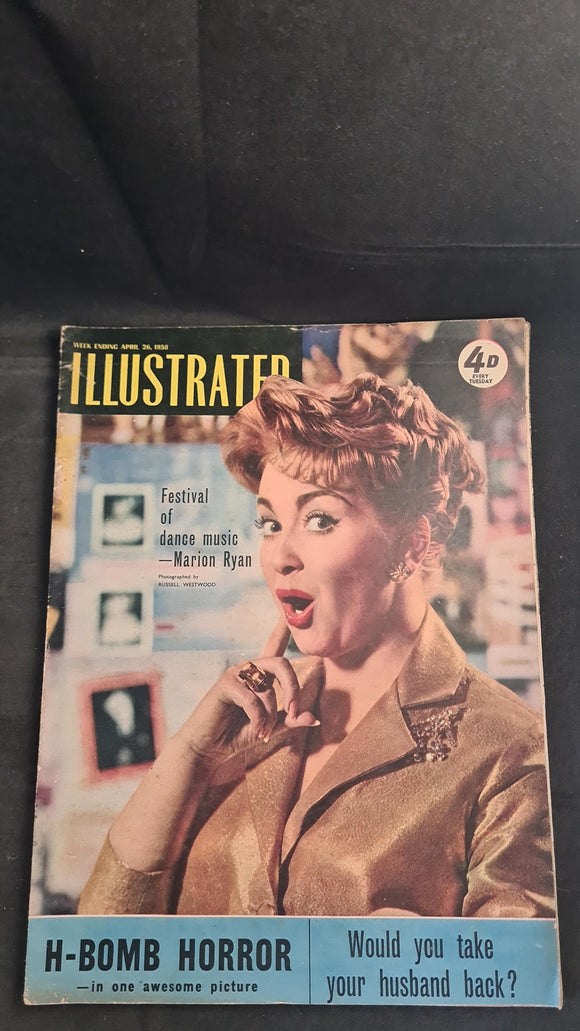 WEEK ENDING APRIL 26, 1958
ILLUSTRATED
4D
EVERY
TUESDAY
Festival
of
dance music
—Marion Ryan
Photographed by
RUSSELL WESTWOOD
H-BOMB HORROR
—in one awesome picture
Would you take
your husband back?